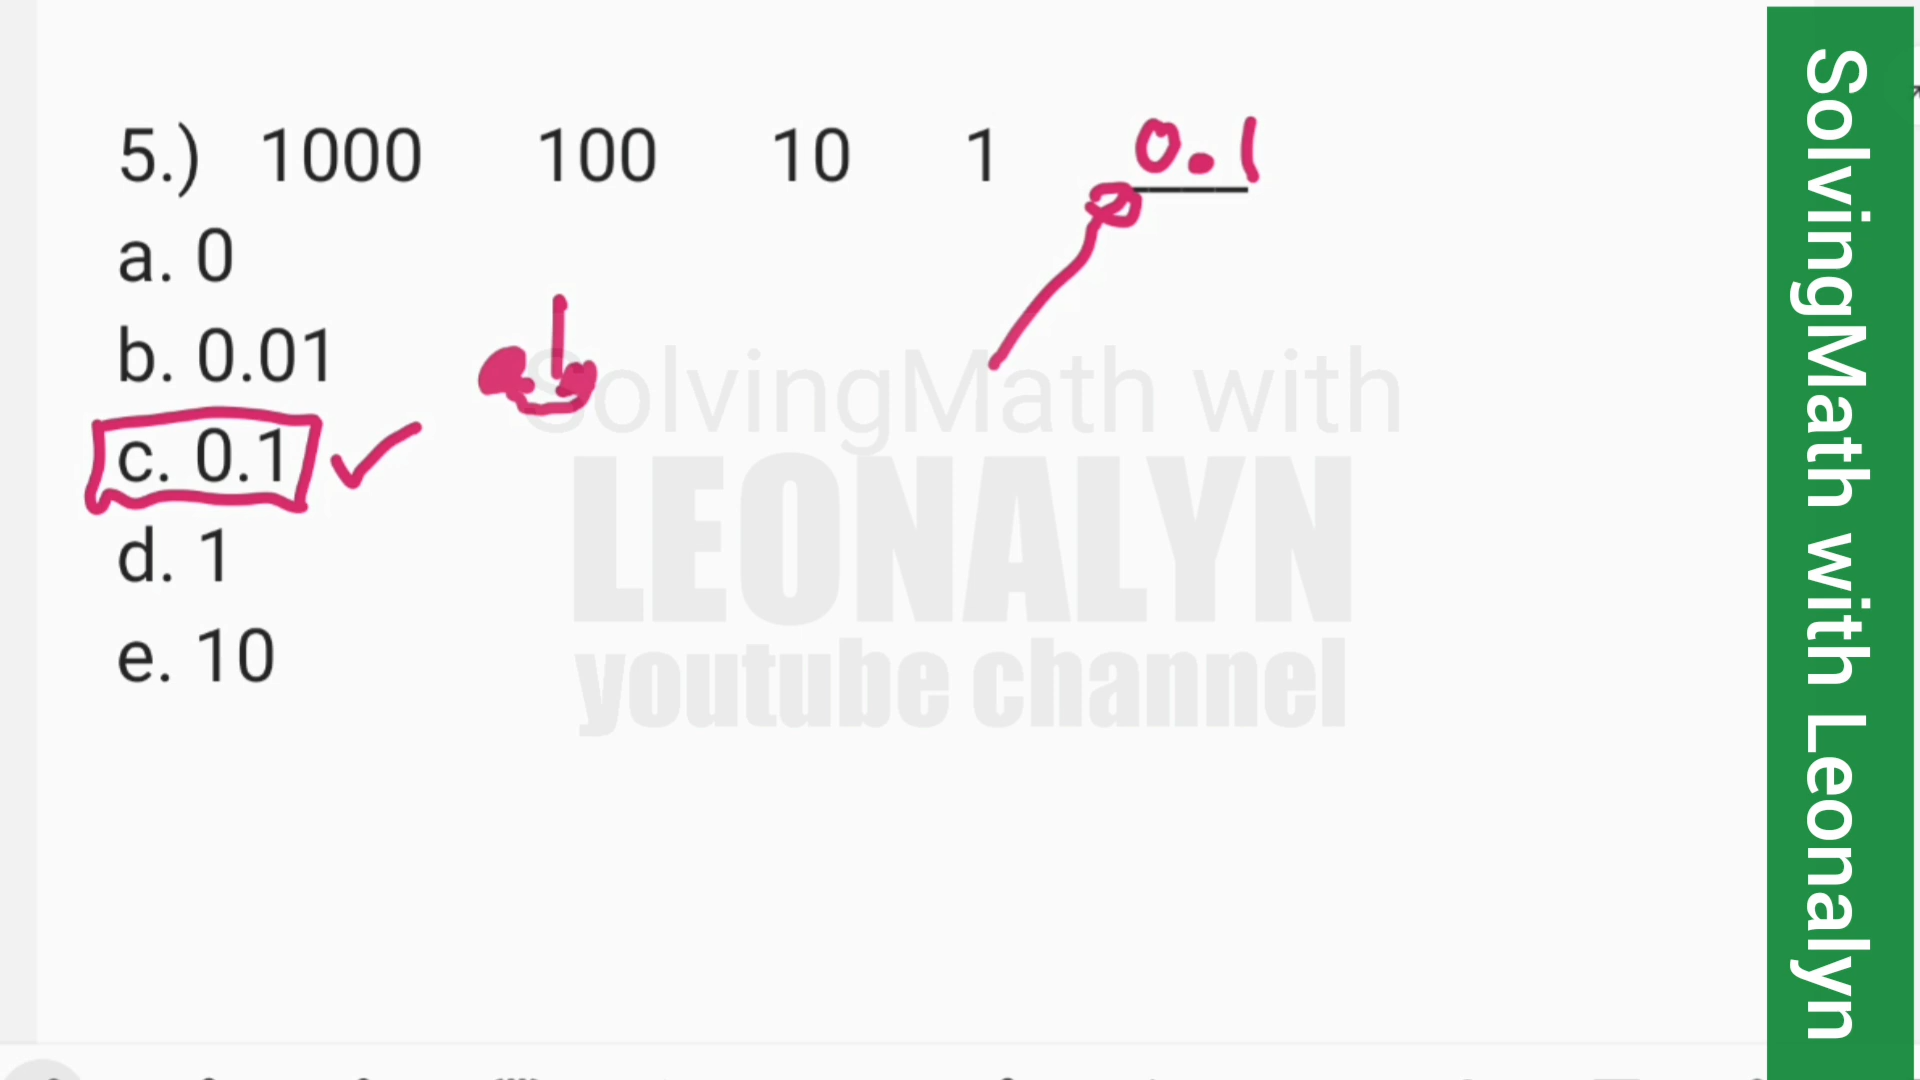 5.) 1000 100 10 1 0.1
a. 0
b. 0.01
c. 0.1
d. 1
e. 10
SolvingMath with
LEONALYN
youtube channel
SolvingMath with Leonalyn